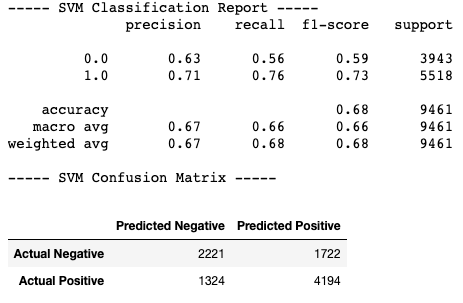 ----- SVM Classification Report -----
precision recall f1-score support
0.0 0.63 0.56 0.59 3943
1.0 0.71 0.76 0.73 5518
accuracy 0.68 9461
macro avg 0.67 0.66 0.66 9461
weighted avg 0.67 0.68 0.68 9461
----- SVM Confusion Matrix -----
Predicted Negative Predicted Positive
Actual Negative 2221 1722
Actual Positive 1324 4194